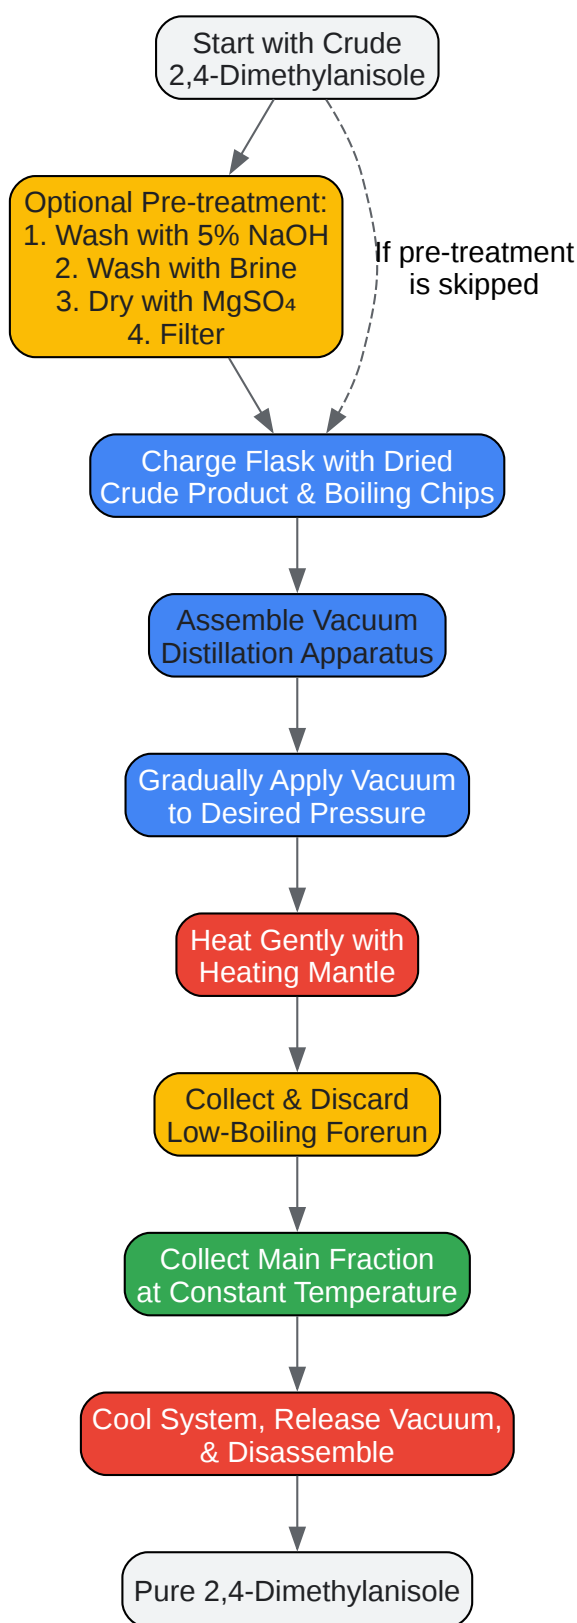 Start with Crude
2,4-Dimethylanisole
Optional Pre-treatment:
1. Wash with 5% NaOH
2. Wash with Brine
3. Dry with MgSO₄
4. Filter
If pre-treatment
is skipped
Charge Flask with Dried
Crude Product & Boiling Chips
Assemble Vacuum
Distillation Apparatus
Gradually Apply Vacuum
to Desired Pressure
Heat Gently with
Heating Mantle
Collect & Discard
Low-Boiling Forerun
Collect Main Fraction
at Constant Temperature
Cool System, Release Vacuum,
& Disassemble
Pure 2,4-Dimethylanisole